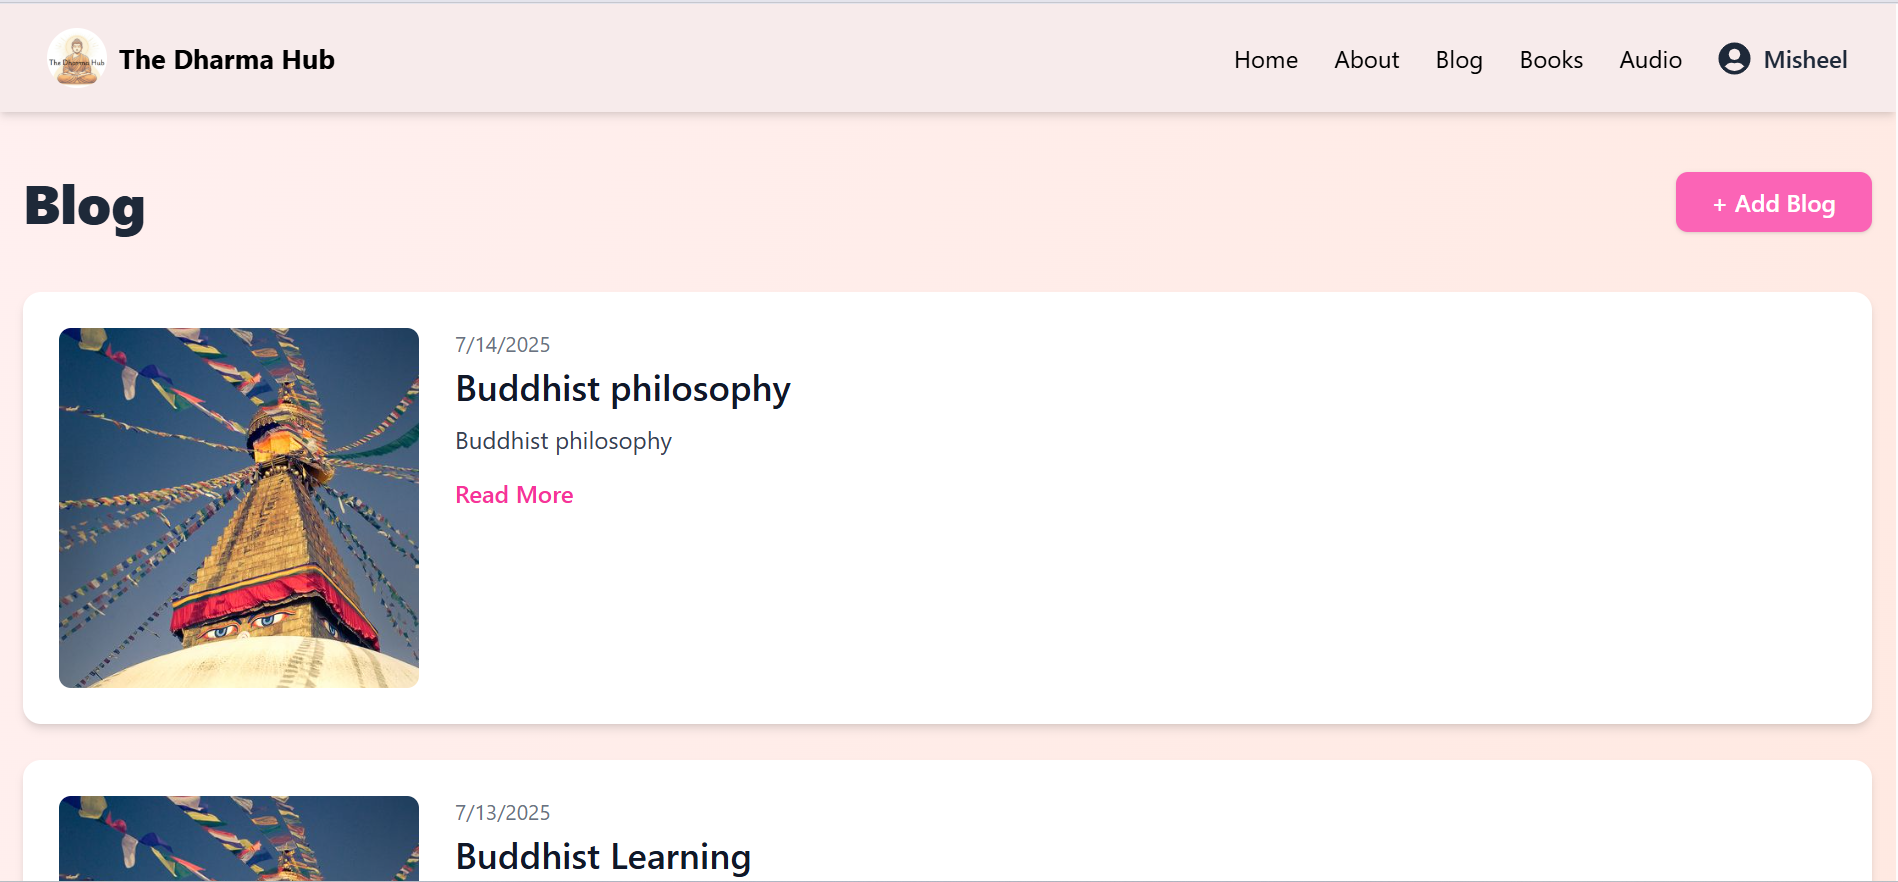 The Dharma Hub
The Dharma Hub
Home
About
Blog
Books
Audio
Misheel
Blog
+ Add Blog
7/14/2025
Buddhist philosophy
Buddhist philosophy
Read More
7/13/2025
Buddhist Learning